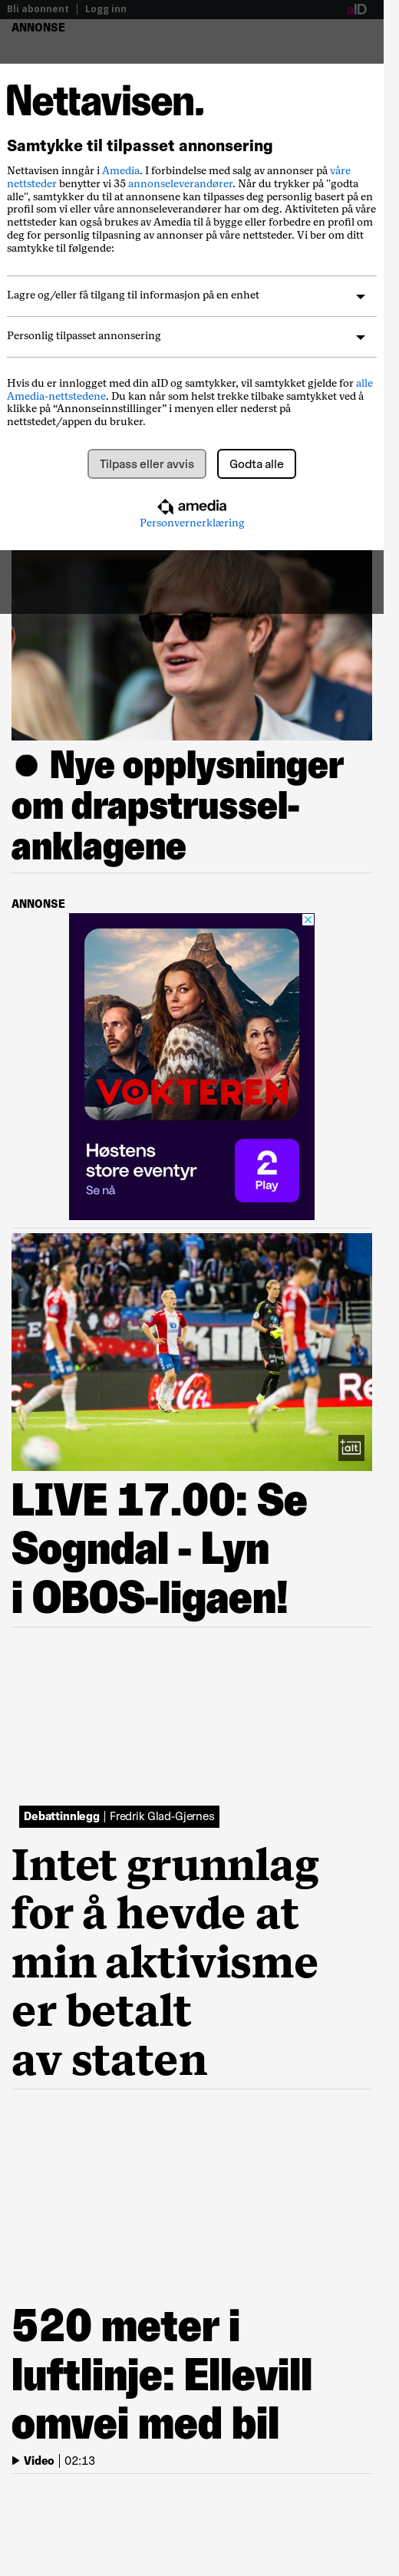 Bli abonnent | Logg inn
aID
ANNONSE
Nettavisen.
Samtykke til tilpasset annonsering
Nettavisen inngår i Amedia. I forbindelse med salg av annonser på våre
nettsteder benytter vi 35 annonseleverandører. Når du trykker på "godta
alle", samtykker du til at annonsene kan tilpasses deg personlig basert på en
profil som vi eller våre annonseleverandører har om deg. Aktiviteten på våre
nettsteder kan også brukes av Amedia til å bygge eller forbedre en profil om
deg for personlig tilpasning av annonser på våre nettsteder. Vi ber om ditt
samtykke til følgende:
Lagre og/eller få tilgang til informasjon på en enhet
Personlig tilpasset annonsering
Hvis du er innlogget med din aID og samtykker, vil samtykket gjelde for alle
Amedia-nettstedene. Du kan når som helst trekke tilbake samtykket ved å
klikke på “Annonseinnstillinger” i menyen eller nederst på
nettstedet/appen du bruker.
Tilpass eller avvis
Godta alle
amedia
Personvernerklæring
Nye opplysninger
om drapstrussel-
anklagene
ANNONSE
VOKTEREN
Høstens
store eventyr
Se nå
2
Play
Coca-Cola
Re
+alt
LIVE 17.00: Se
Sogndal - Lyn
i OBOS-ligaen!
Debattinnlegg | Fredrik Glad-Gjernes
Intet grunnlag
for å hevde at
min aktivisme
er betalt
av staten
520 meter i
luftlinje: Ellevill
omvei med bil
Video | 02:13